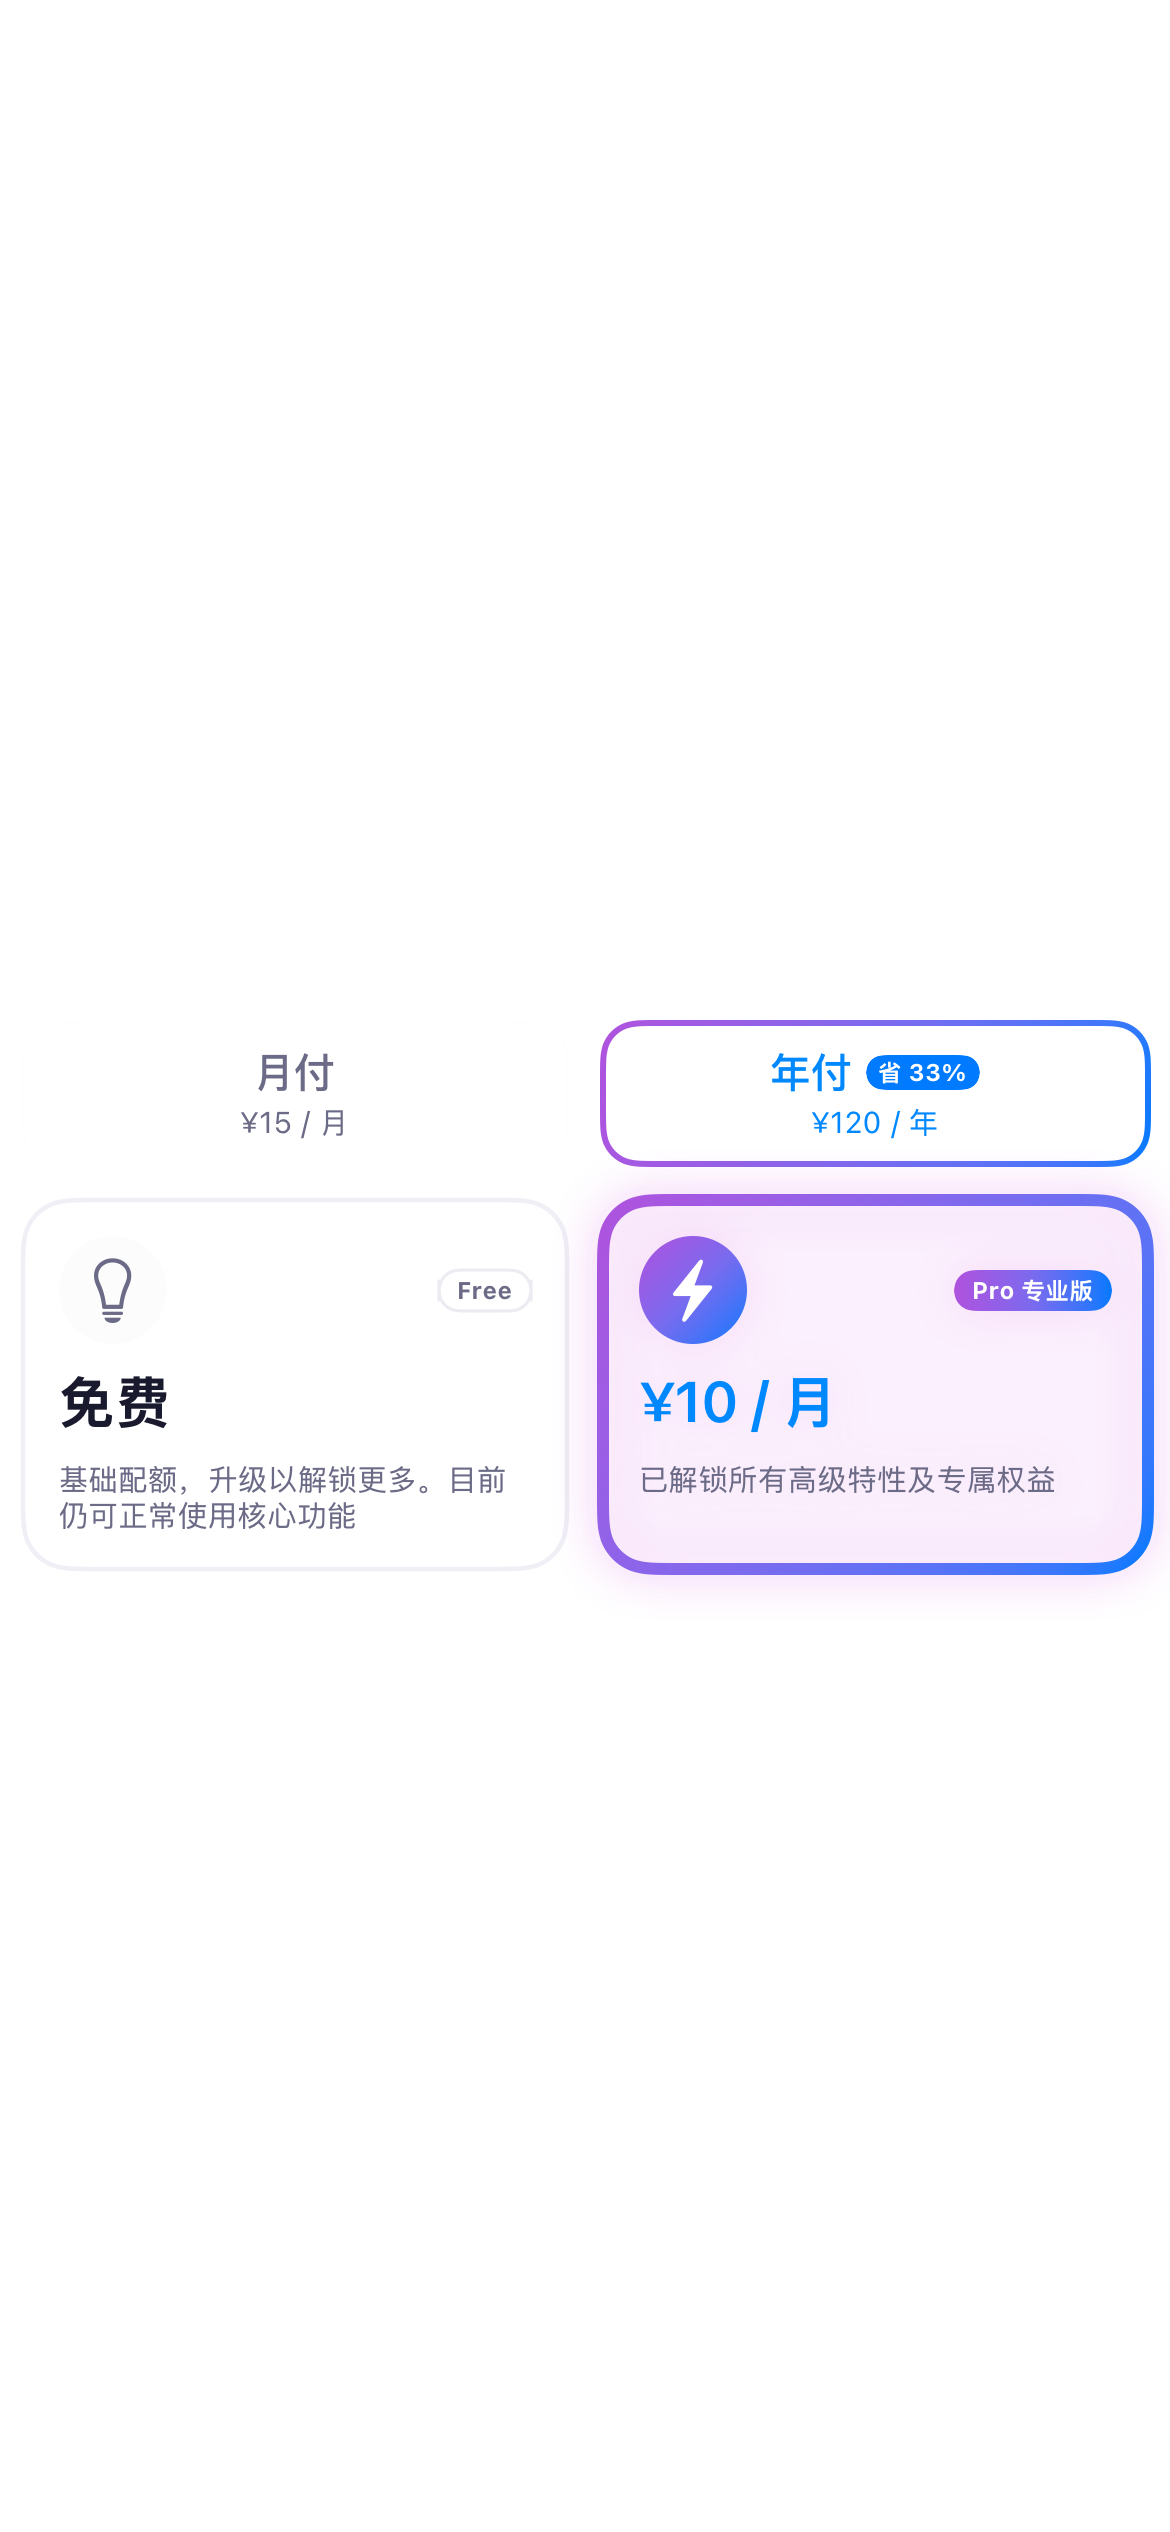 月付
¥15 / 月
年付 省 33%
¥120 / 年
Free
免费
基础配额，升级以解锁更多。目前
仍可正常使用核心功能
Pro 专业版
¥10 / 月
已解锁所有高级特性及专属权益